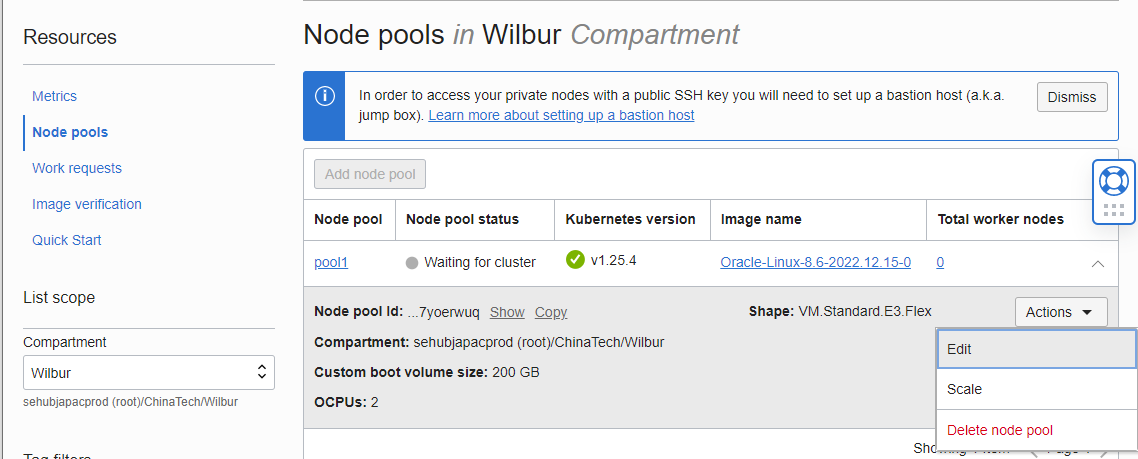 Resources
Metrics
Node pools
Work requests
Image verification
Quick Start
List scope
Compartment
Wilbur
sehubjapacprod (root)/ChinaTech/Wilbur
Node pools in Wilbur Compartment
In order to access your private nodes with a public SSH key you will need to set up a bastion host (a.k.a.
jump box). Learn more about setting up a bastion host
Dismiss
Add node pool
Node pool Node pool status Kubernetes version Image name Total worker nodes
pool1 Waiting for cluster v1.25.4 Oracle-Linux-8.6-2022.12.15-0 0
Node pool Id: ...7yoerwuq Show Copy Shape: VM.Standard.E3.Flex Actions
Compartment: sehubjapacprod (root)/ChinaTech/Wilbur
Custom boot volume size: 200 GB
OCPUs: 2
Edit
Scale
Delete node pool